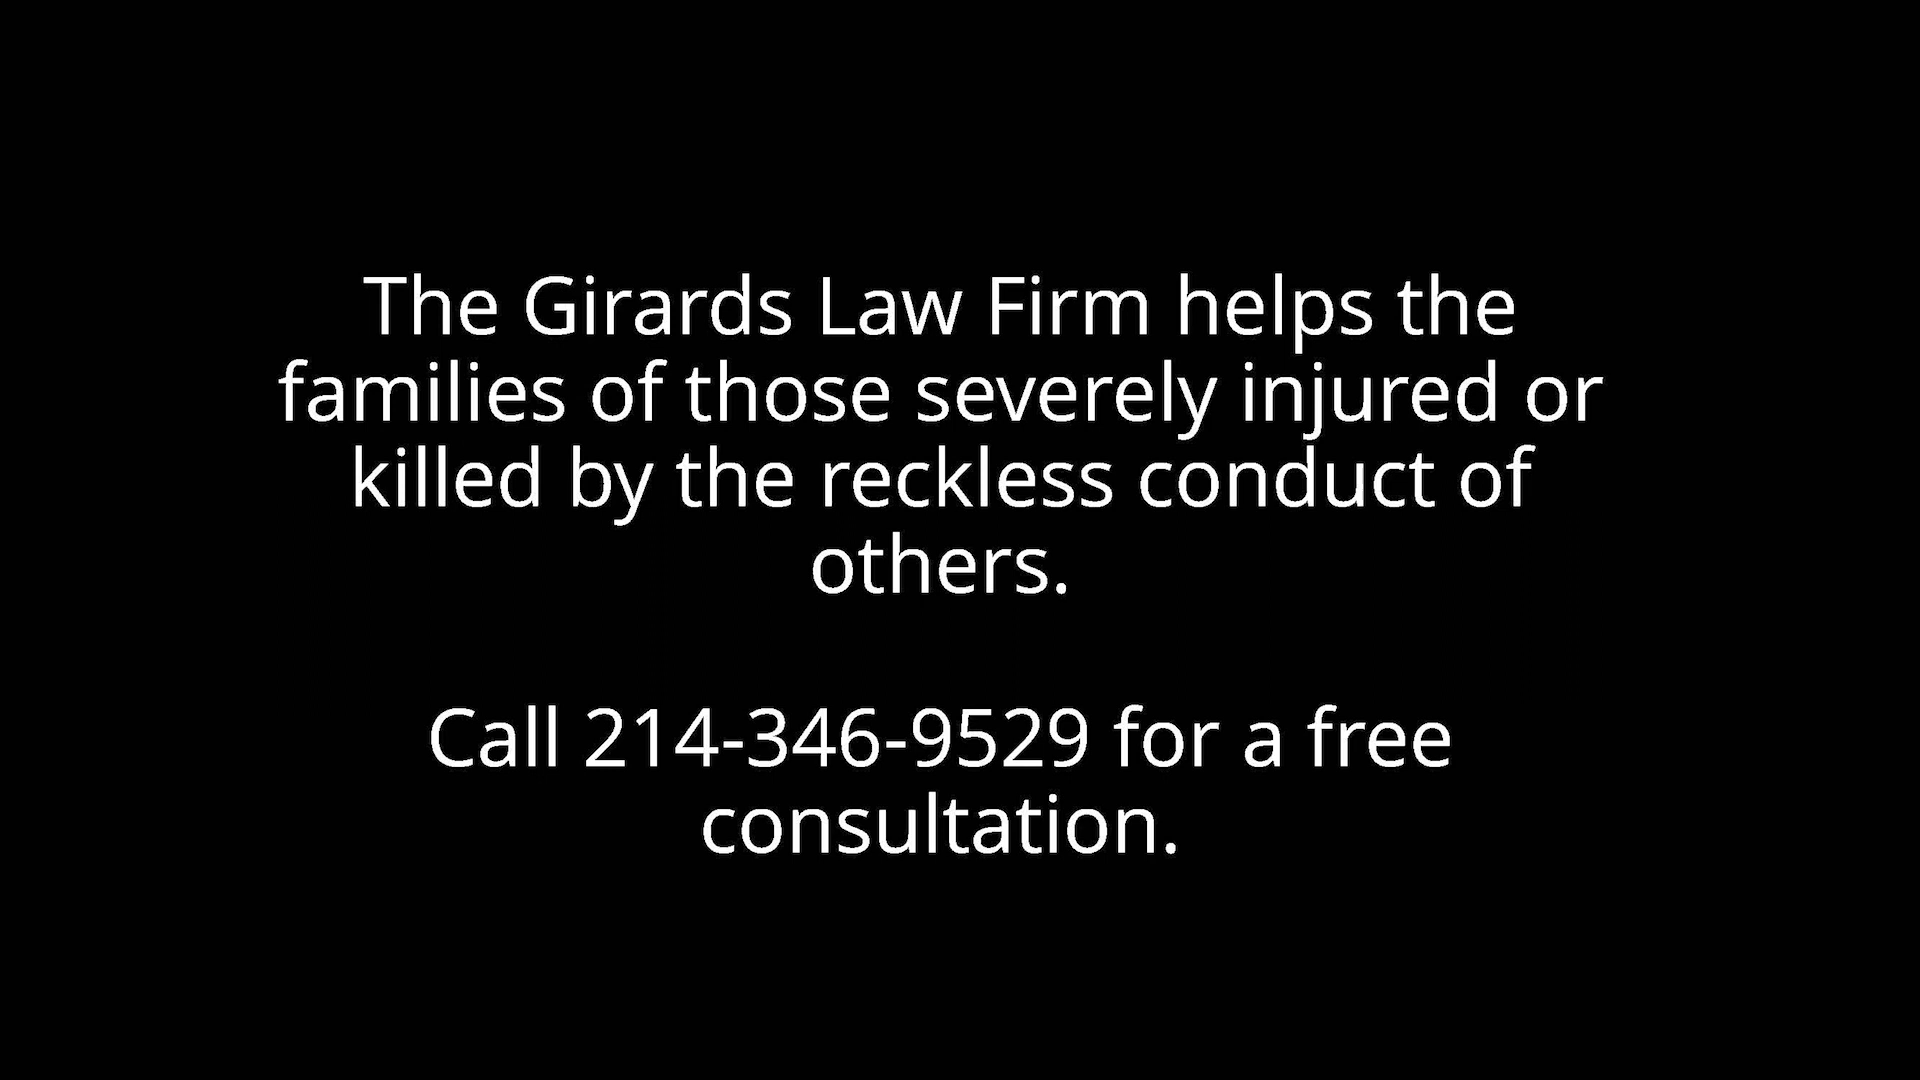 The Girards Law Firm helps the
families of those severely injured or
killed by the reckless conduct of
others.
Call 214-346-9529 for a free
consultation.